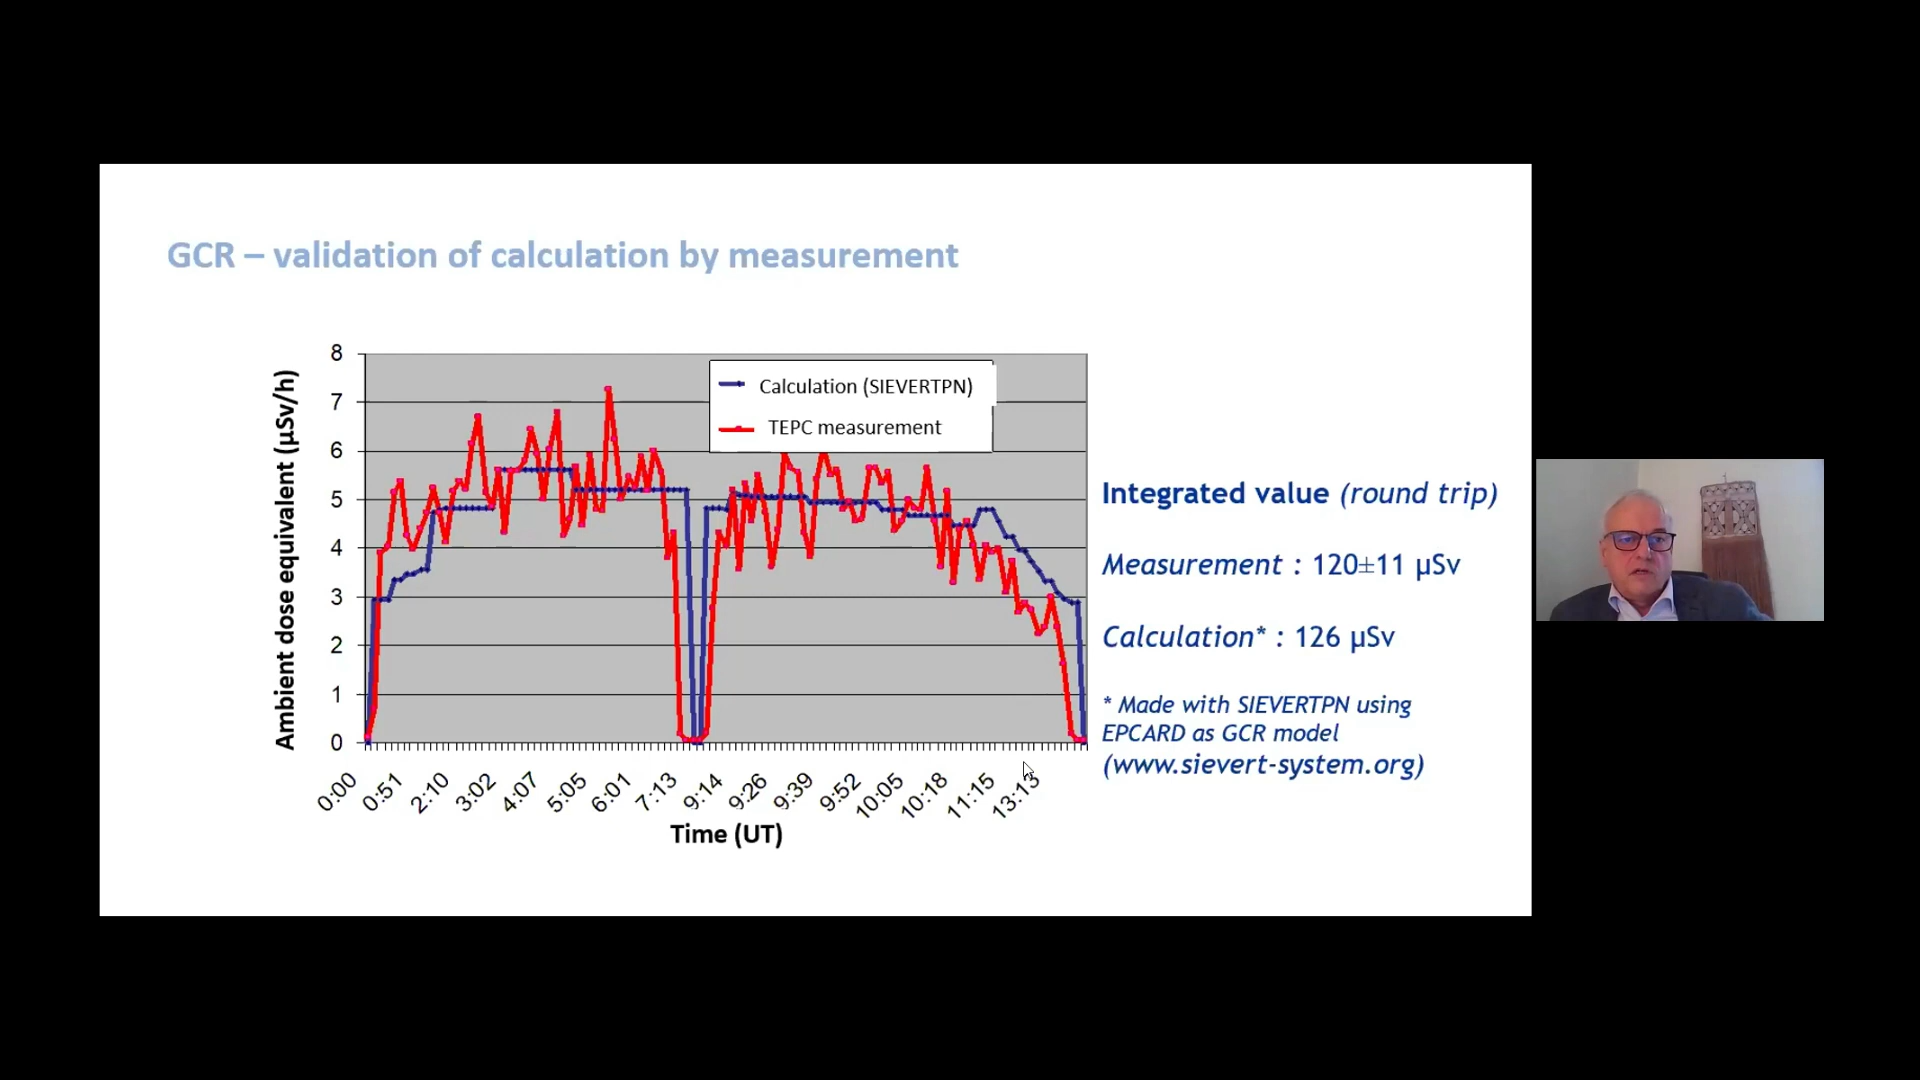 GCR – validation of calculation by measurement
8
7
6
5
4
3
2
1
0
Ambient dose equivalent (µSv/h)
Calculation (SIEVERTPN)
TEPC measurement
0:00
0:51
2:10
3:02
4:07
5:05
6:01
7:13
9:14
9:26
9:39
9:52
10:05
10:18
11:15
13:13
Time (UT)
Integrated value (round trip)
Measurement : 120±11 µSv
Calculation* : 126 µSv
* Made with SIEVERTPN using
EPCARD as GCR model
(www.sievert-system.org)